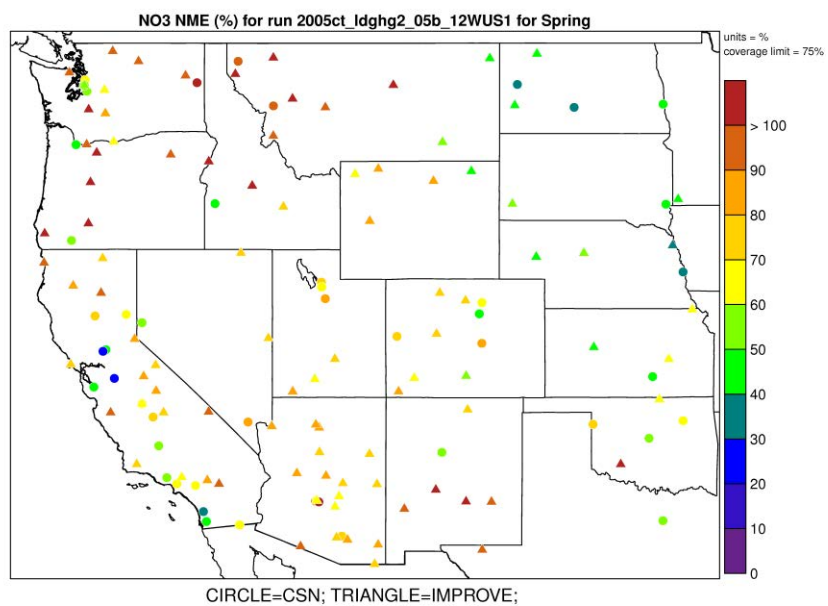 NO3 NME (%) for run 2005ct_ldghg2_05b_12WUS1 for Spring
units = %
coverage limit = 75%
> 100
90
80
70
60
50
40
30
20
10
0
CIRCLE=CSN; TRIANGLE=IMPROVE;